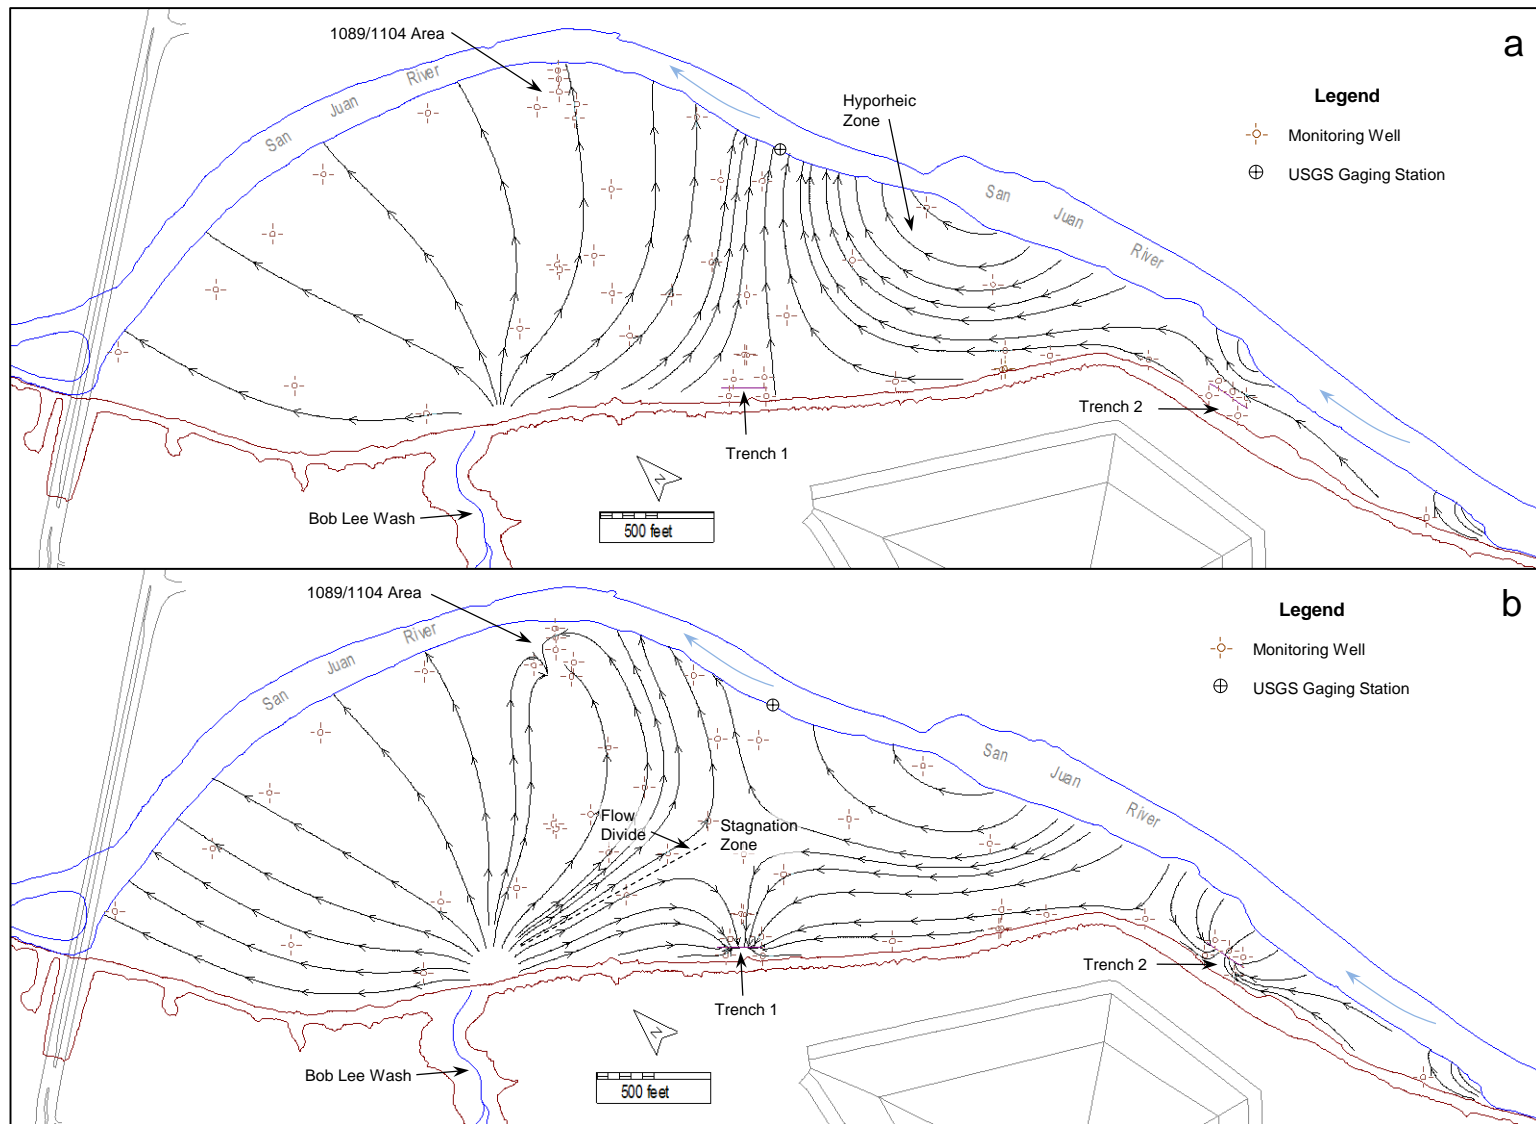 a
1089/1104 Area
San Juan River
Hyporheic
Zone
Legend
Monitoring Well
USGS Gaging Station
San Juan River
Trench 2
Trench 1
Bob Lee Wash
N
500 feet
b
1089/1104 Area
San Juan River
Legend
Monitoring Well
USGS Gaging Station
San Juan River
Flow
Divide
Stagnation
Zone
Trench 2
Trench 1
Bob Lee Wash
N
500 feet